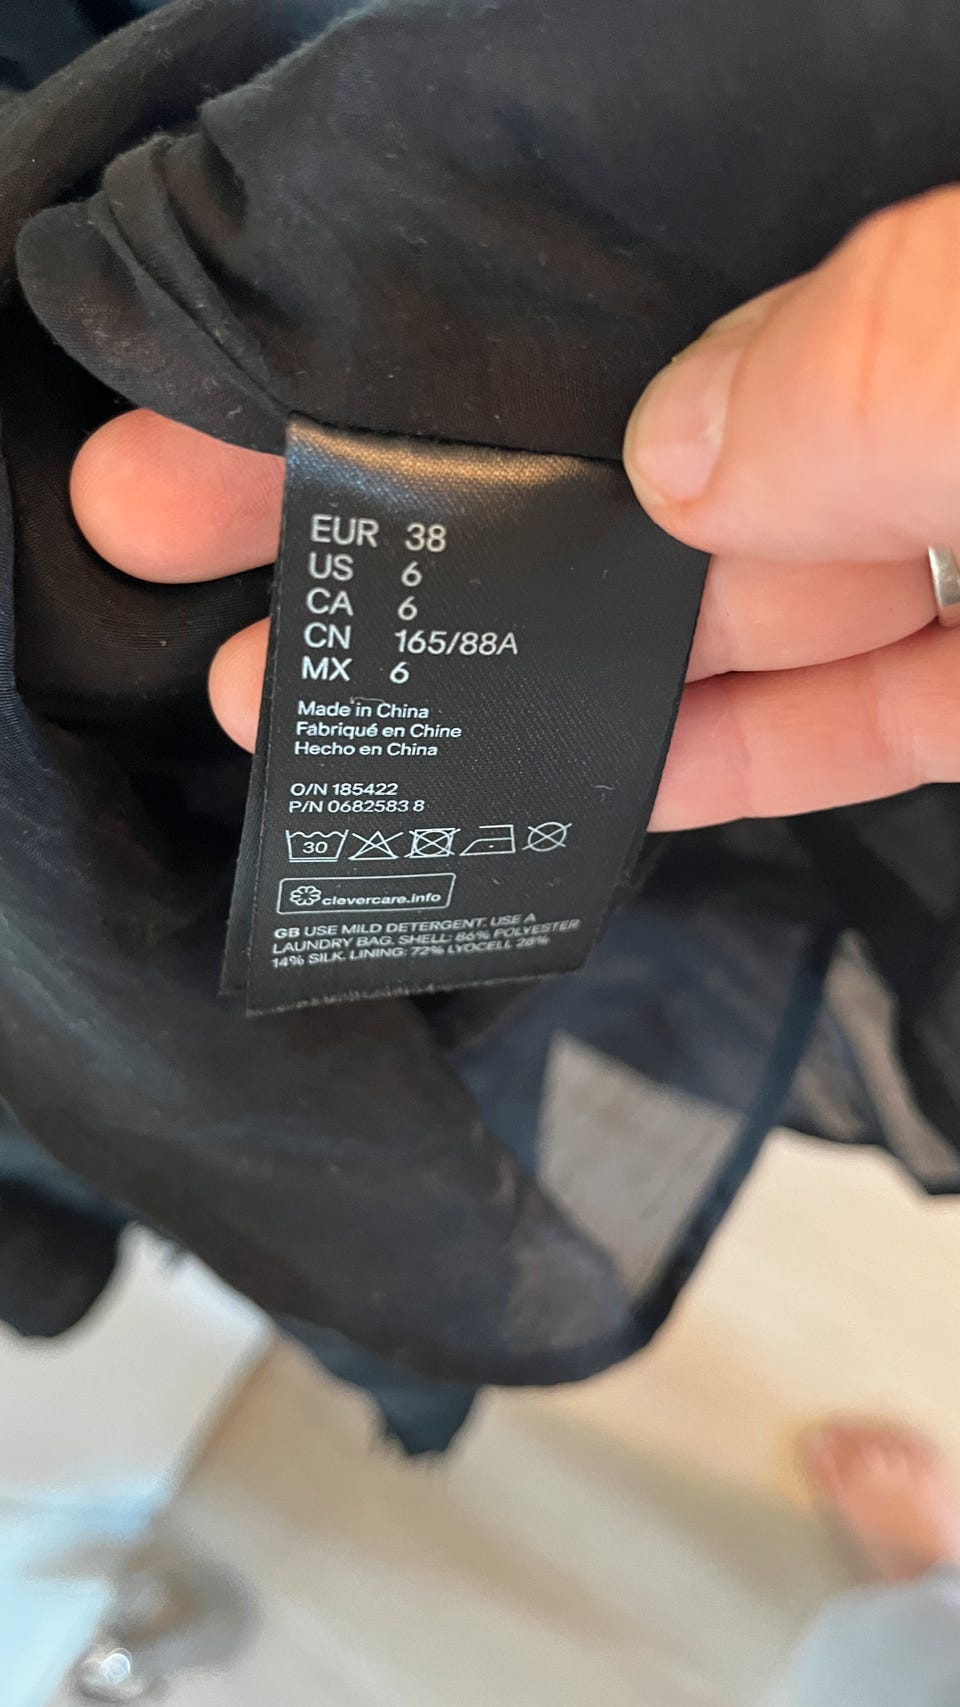 EUR 38
US 6
CA 6
CN 165/88A
MX 6
Made in China
Fabriqué en Chine
Hecho en China
O/N 185422
P/N 0682583 8
30
clevercare.info
GB USE MILD DETERGENT. USE A
LAUNDRY BAG. SHELL: 86% POLYESTER
14% SILK. LINING: 72% LYOCELL 28%